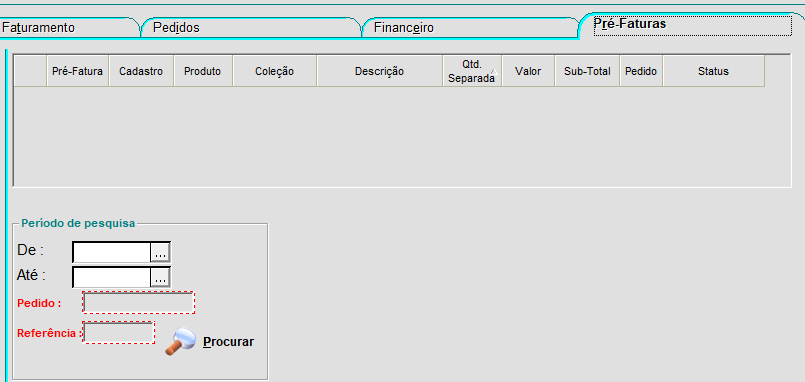 Faturamento Pedidos Financeiro Pré-Faturas
Pré-Fatura Cadastro Produto Coleção Descrição Qtd. Separada Valor Sub-Total Pedido Status
Período de pesquisa
De : ...
Até : ...
Pedido :
Referência :
Procurar